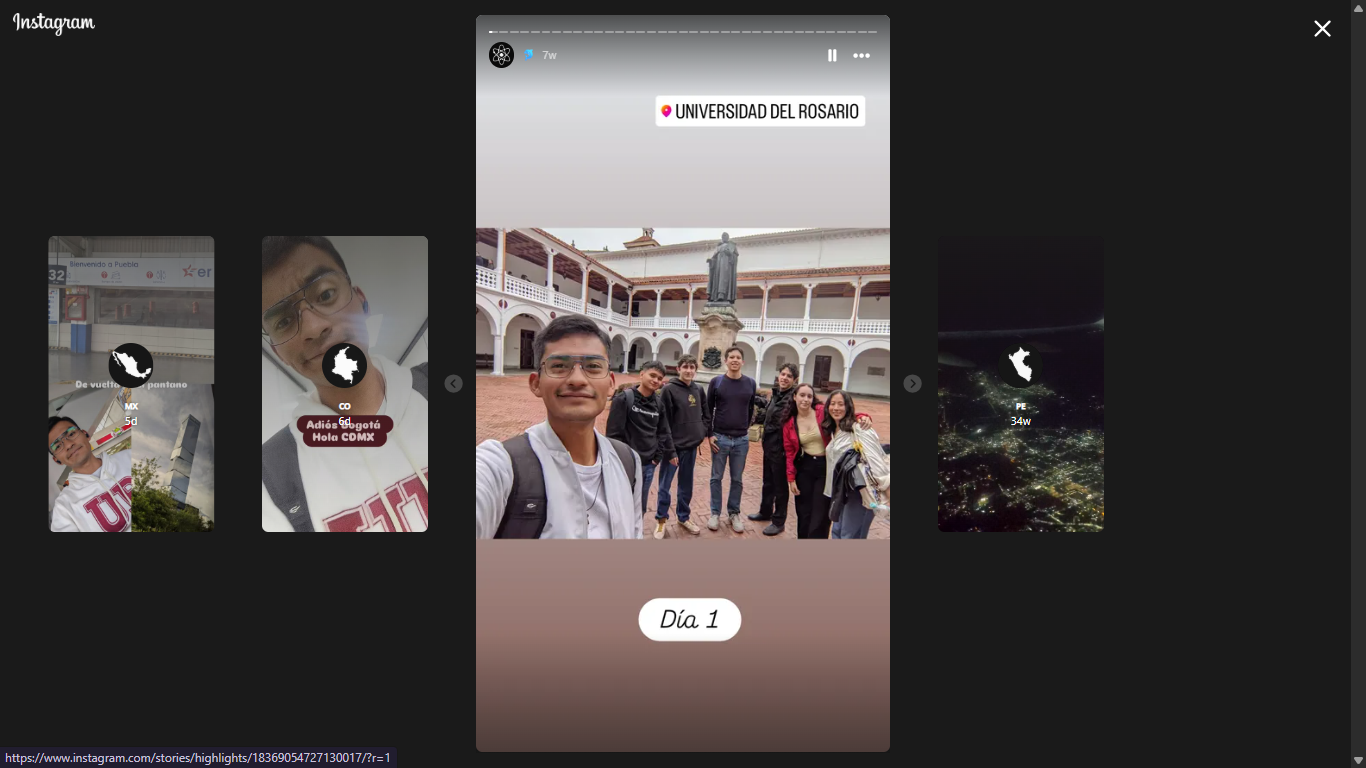 Instagram
7w
UNIVERSIDAD DEL ROSARIO
32
Bienvenido a Puebla
er
De vuelta
pantano
MX
5d
CO
6d
Adiós Bogotá
Hola CDMX
PE
34w
Día 1
https://www.instagram.com/stories/highlights/18369054727130017/?r=1